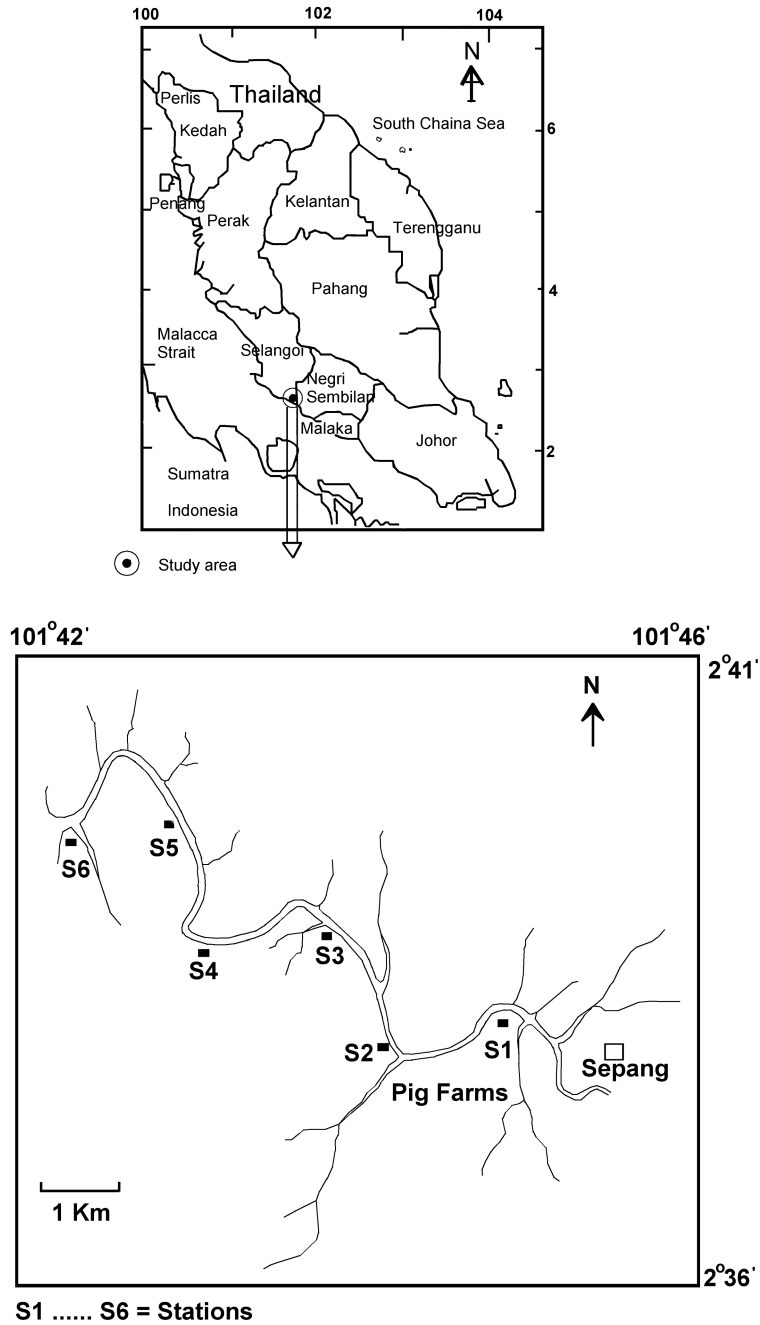 100 102 104
N
Perlis
Thailand
South Chaina Sea
6
Kedah
Penang
Kelantan
Perak
Terengganu
Pahang
4
Malacca
Strait
Selangor
Negri
Sembilan
Malaka
Johor
2
Sumatra
Indonesia
Study area
101°42' 101°46'
2°41'
N
S5
S6
S3
S4
S2
S1
Sepang
Pig Farms
1 Km
2°36'
S1 ...... S6 = Stations